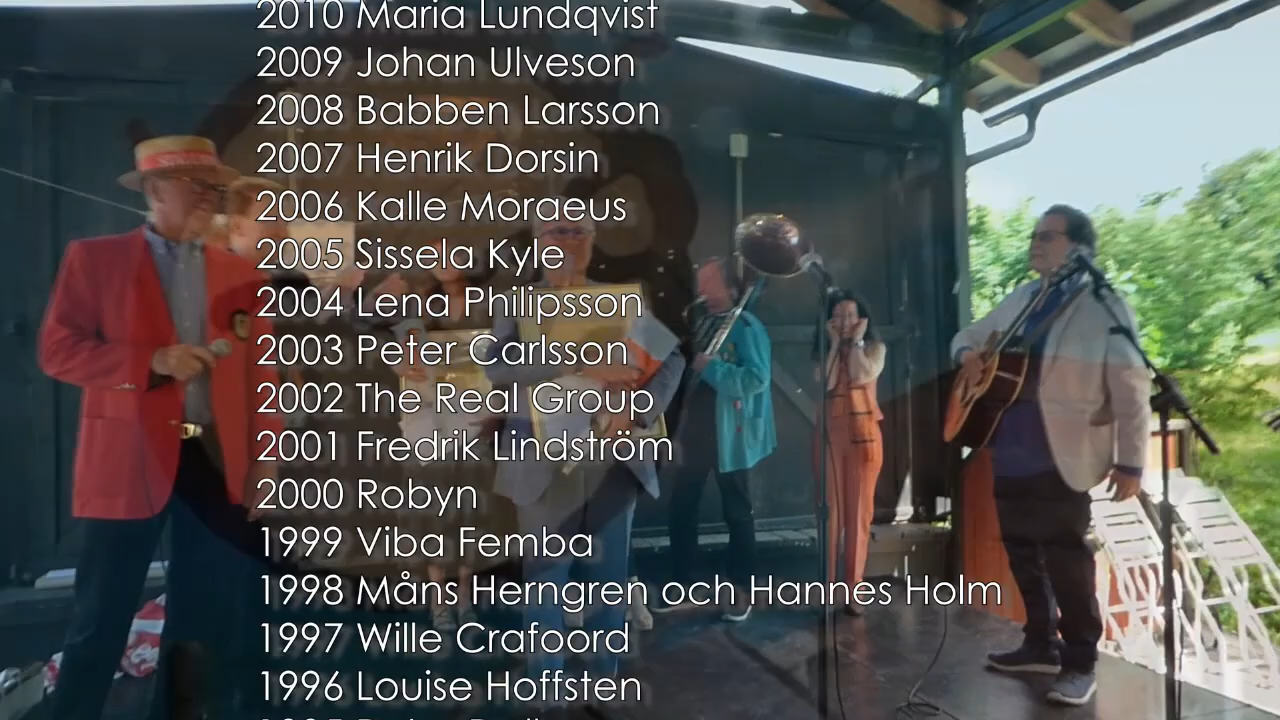 2010 Maria Lundqvist
2009 Johan Ulveson
2008 Babben Larsson
2007 Henrik Dorsin
2006 Kalle Moraeus
2005 Sissela Kyle
2004 Lena Philipsson
2003 Peter Carlsson
2002 The Real Group
2001 Fredrik Lindström
2000 Robyn
1999 Viba Femba
1998 Måns Herngren och Hannes Holm
1997 Wille Crafoord
1996 Louise Hoffsten